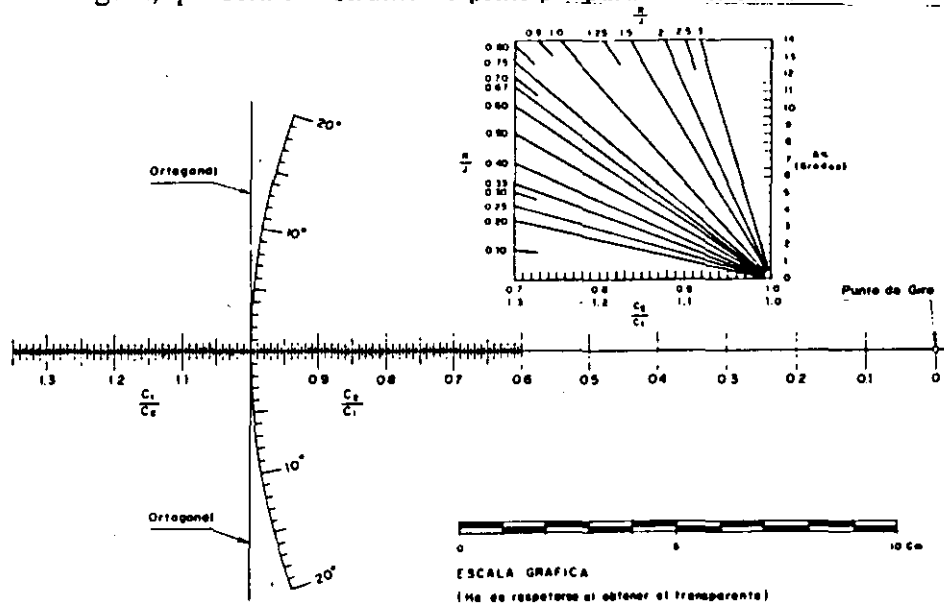 R/J
0.9 1.0 1.25 1.5 2 2.5 3
0.80
0.75
0.70
0.67
0.60
0.50
0.40
0.33
0.30
0.25
0.20
0.10
R/J
14
13
12
11
10
9
8
7
6
5
4
3
2
1
0
(Grados)
0.7 0.8 0.9 1.0
1.3 1.2 1.1 1.0
C2/C1
20°
Ortogonal
10°
Punto de Giro
1.3 1.2 1.1 0.9 0.8 0.7 0.6 0.5 0.4 0.3 0.2 0.1 0
C1/C2 C2/C1
10°
Ortogonal
20°
0 5 10 Cm
ESCALA GRAFICA
(Ha de respetarse al obtener el transparente)